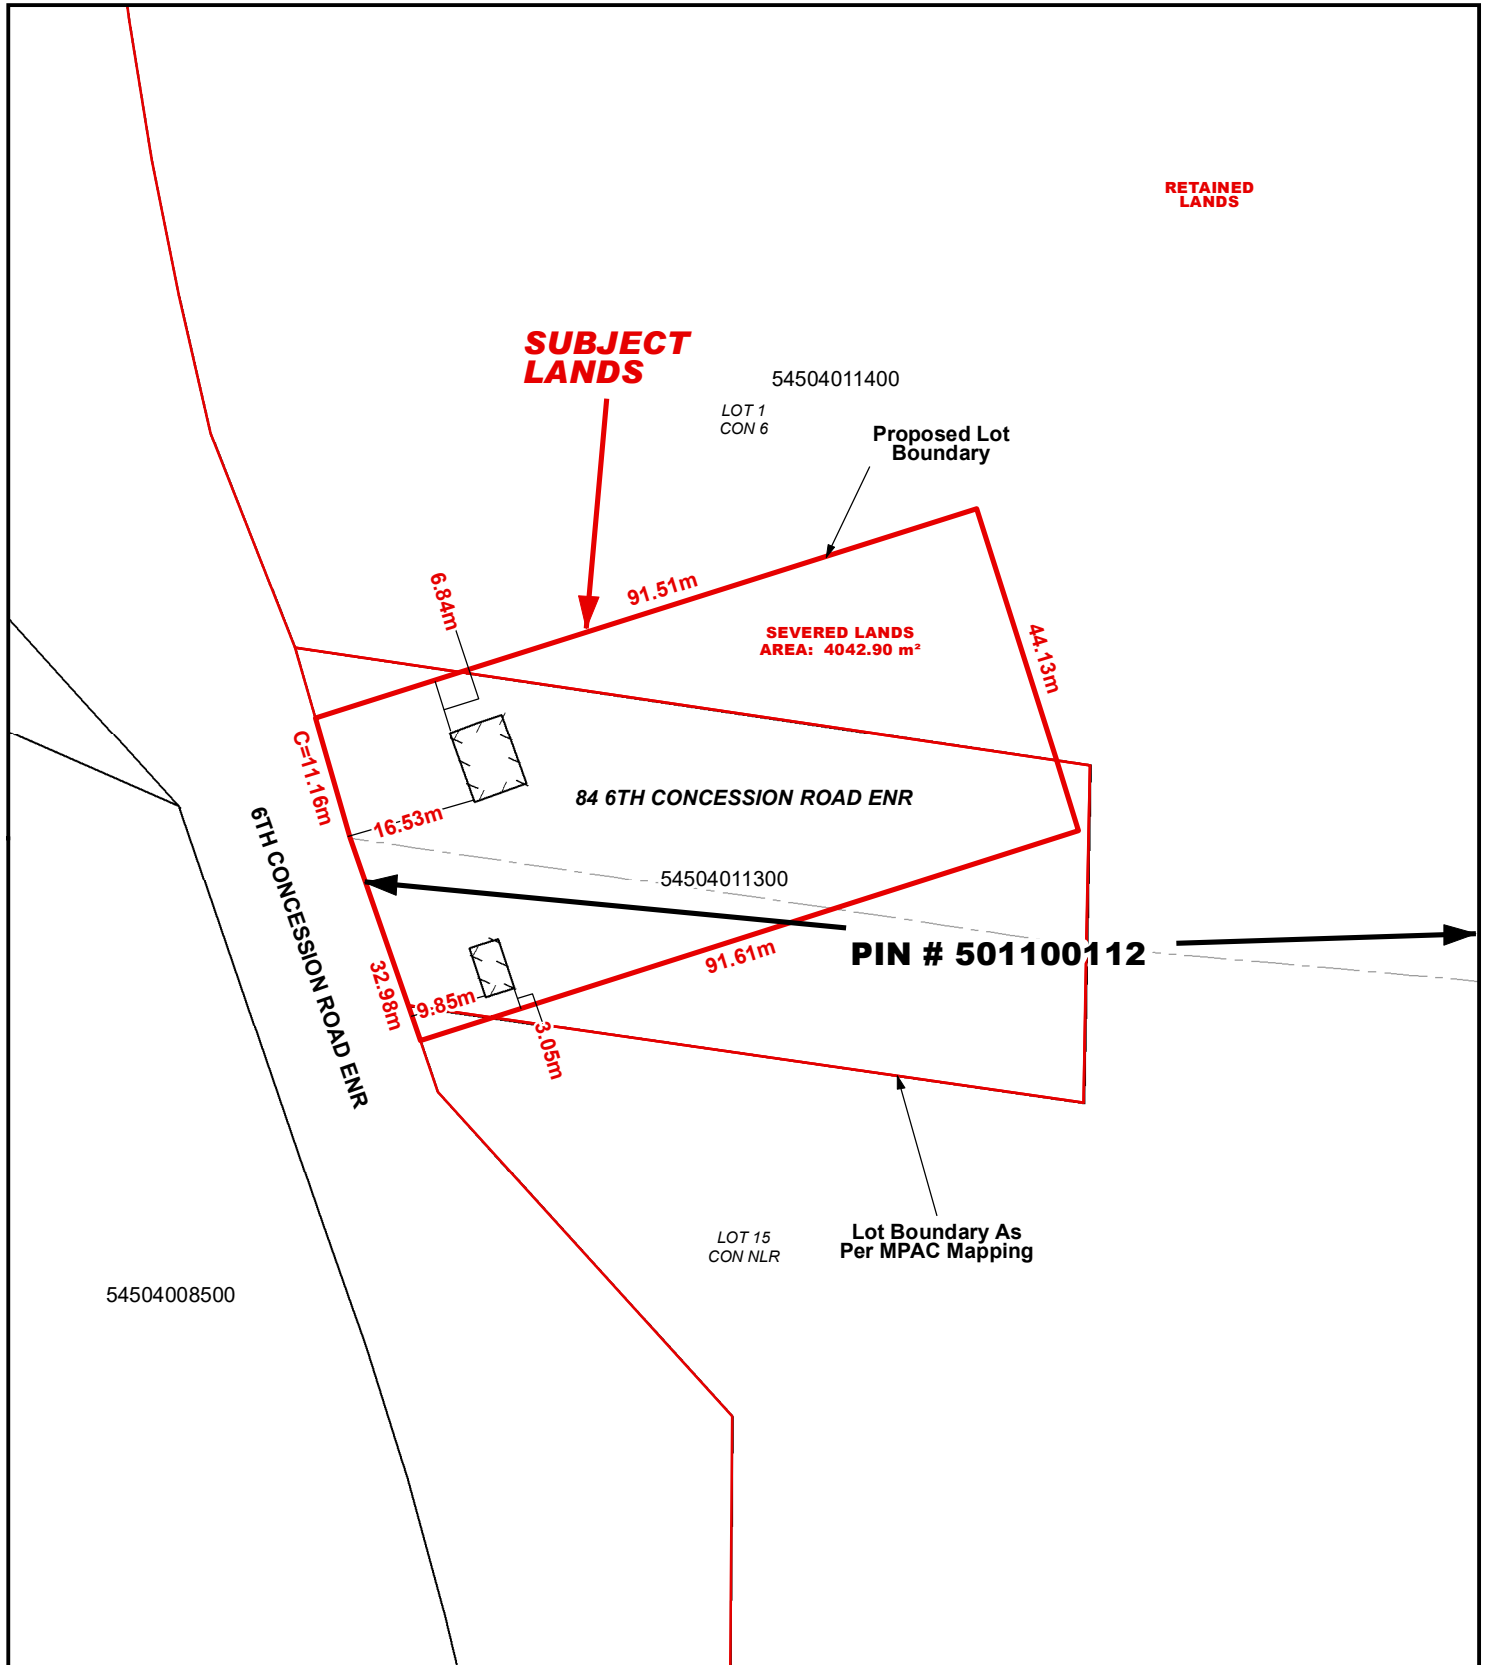 RETAINED
LANDS
SUBJECT
LANDS
54504011400
LOT 1
CON 6
Proposed Lot
Boundary
6.84m
91.51m
SEVERED LANDS
AREA: 4042.90 m²
44.13m
C=11.16m
16.53m
84 6TH CONCESSION ROAD ENR
6TH CONCESSION ROAD ENR
54504011300
PIN # 501100112
91.61m
32.98m
9.85m
3.05m
LOT 15
CON NLR
Lot Boundary As
Per MPAC Mapping
54504008500